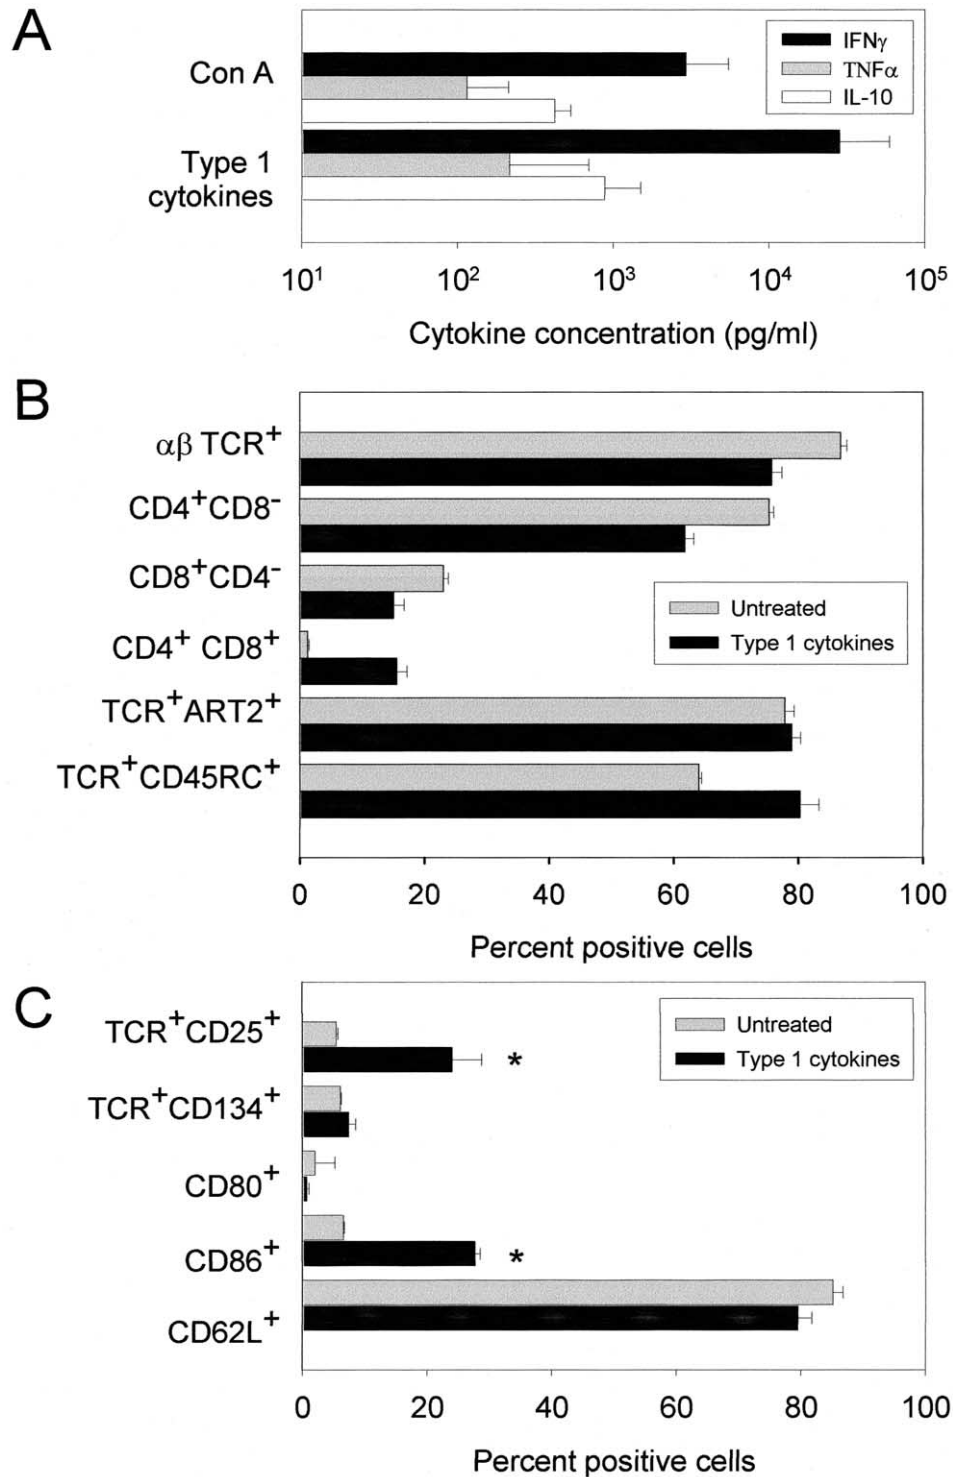 A
IFNγ
TNFα
IL-10
Con A
Type 1
cytokines
10¹ 10² 10³ 10⁴ 10⁵
Cytokine concentration (pg/ml)
B
αβ TCR⁺
CD4⁺CD8⁻
CD8⁺CD4⁻
CD4⁺ CD8⁺
TCR⁺ART2⁺
TCR⁺CD45RC⁺
Untreated
Type 1 cytokines
0 20 40 60 80 100
Percent positive cells
C
TCR⁺CD25⁺
*
TCR⁺CD134⁺
CD80⁺
CD86⁺
*
CD62L⁺
Untreated
Type 1 cytokines
0 20 40 60 80 100
Percent positive cells